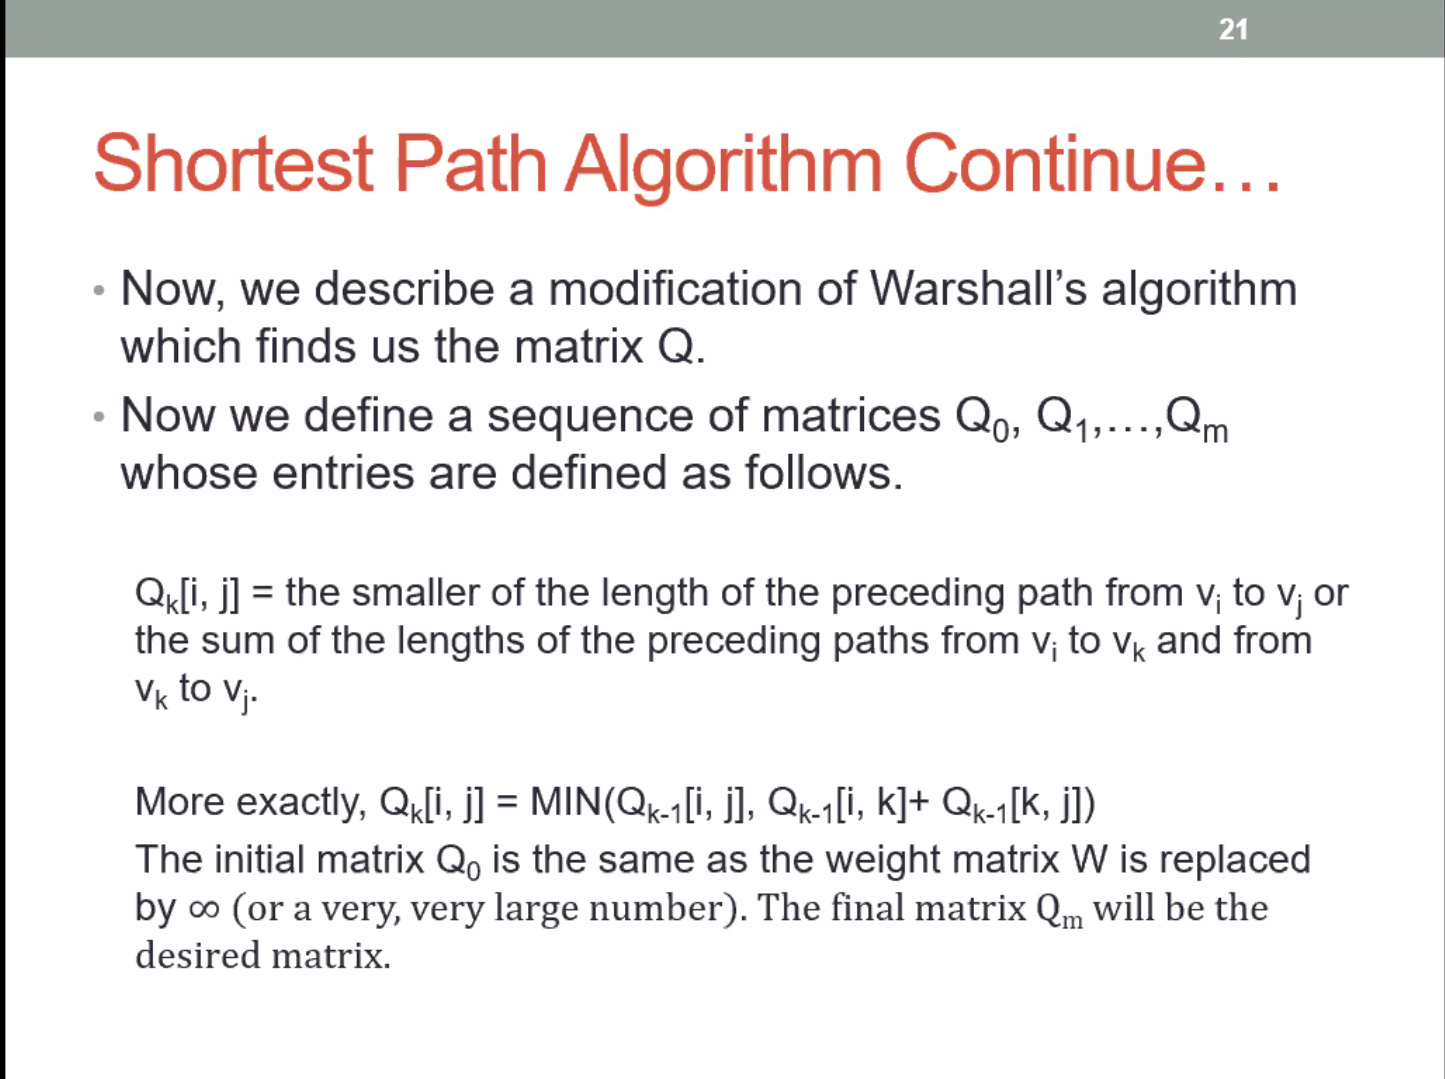 21
Shortest Path Algorithm Continue…
• Now, we describe a modification of Warshall’s algorithm
which finds us the matrix Q.
• Now we define a sequence of matrices Q₀, Q₁,…,Qₘ
whose entries are defined as follows.
Qₖ[i, j] = the smaller of the length of the preceding path from vᵢ to vⱼ or
the sum of the lengths of the preceding paths from vᵢ to vₖ and from
vₖ to vⱼ.
More exactly, Qₖ[i, j] = MIN(Qₖ₋₁[i, j], Qₖ₋₁[i, k]+ Qₖ₋₁[k, j])
The initial matrix Q₀ is the same as the weight matrix W is replaced
by ∞ (or a very, very large number). The final matrix Qₘ will be the
desired matrix.